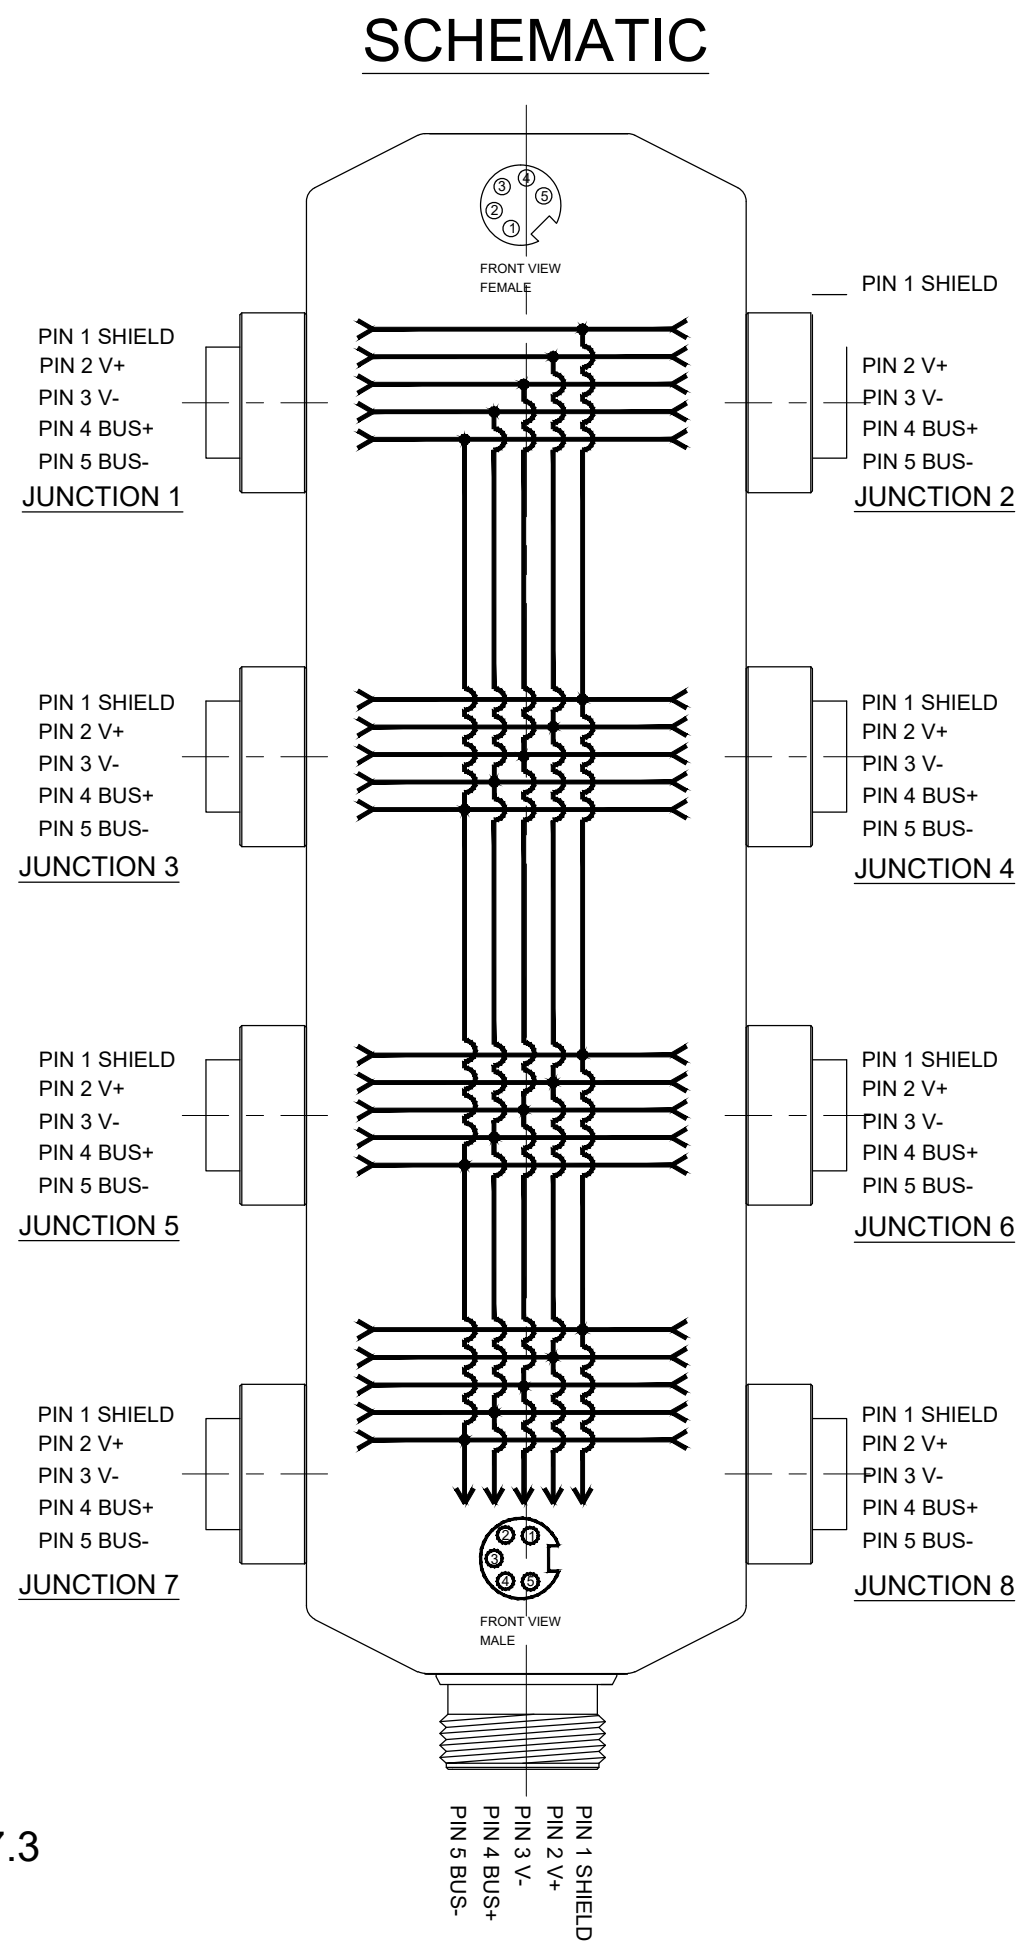 SCHEMATIC
3 4 5
2 1
FRONT VIEW
FEMALE
PIN 1 SHIELD
PIN 2 V+
PIN 3 V-
PIN 4 BUS+
PIN 5 BUS-
JUNCTION 1
PIN 1 SHIELD
PIN 2 V+
PIN 3 V-
PIN 4 BUS+
PIN 5 BUS-
JUNCTION 2
PIN 1 SHIELD
PIN 2 V+
PIN 3 V-
PIN 4 BUS+
PIN 5 BUS-
JUNCTION 3
PIN 1 SHIELD
PIN 2 V+
PIN 3 V-
PIN 4 BUS+
PIN 5 BUS-
JUNCTION 4
PIN 1 SHIELD
PIN 2 V+
PIN 3 V-
PIN 4 BUS+
PIN 5 BUS-
JUNCTION 5
PIN 1 SHIELD
PIN 2 V+
PIN 3 V-
PIN 4 BUS+
PIN 5 BUS-
JUNCTION 6
PIN 1 SHIELD
PIN 2 V+
PIN 3 V-
PIN 4 BUS+
PIN 5 BUS-
JUNCTION 7
PIN 1 SHIELD
PIN 2 V+
PIN 3 V-
PIN 4 BUS+
PIN 5 BUS-
JUNCTION 8
2 1
3
4 5
FRONT VIEW
MALE
PIN 5 BUS-
PIN 4 BUS+
PIN 3 V-
PIN 2 V+
PIN 1 SHIELD
7.3